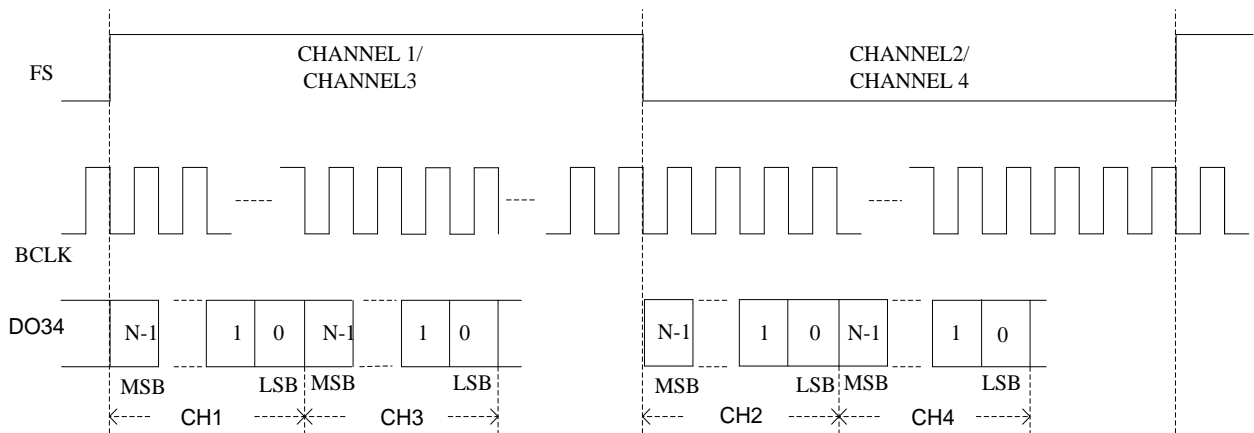 FS
CHANNEL 1/
CHANNEL3
CHANNEL2/
CHANNEL 4
BCLK
DO34
N-1 1 0 N-1 1 0 N-1 1 0 N-1 1 0
MSB LSB MSB LSB MSB LSB MSB LSB
CH1 CH3 CH2 CH4